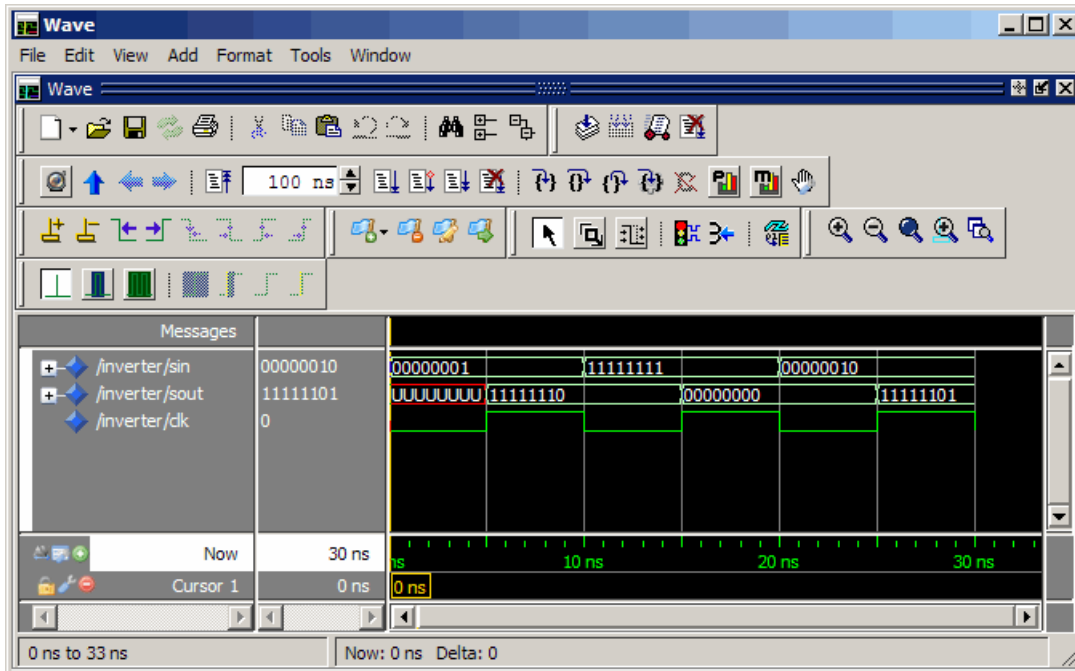 Wave
File Edit View Add Format Tools Window
Wave
100 ns
Messages
/inverter/sin 00000010 00000001 11111111 00000010
/inverter/sout 11111101 UUUUUUUU 11111110 00000000 11111101
/inverter/clk 0
Now 30 ns ns 10 ns 20 ns 30 ns
Cursor 1 0 ns 0 ns
0 ns to 33 ns Now: 0 ns Delta: 0